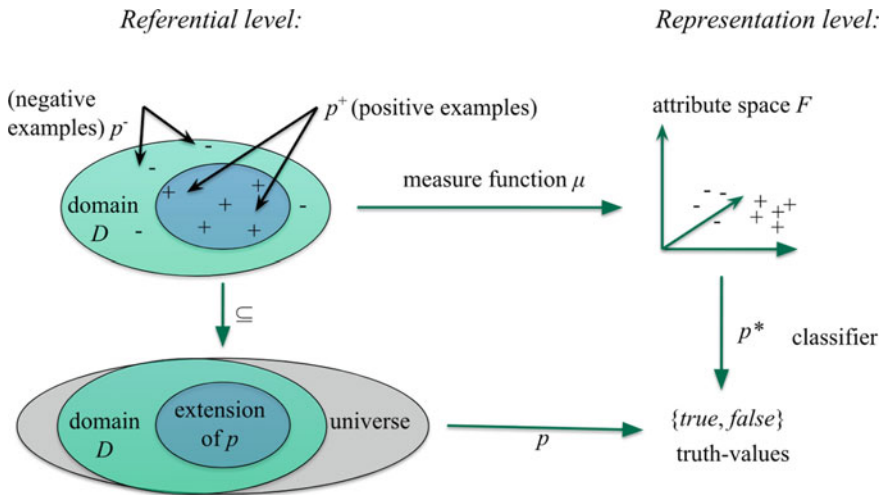 Referential level:
Representation level:
(negative
examples) p-
p+ (positive examples)
attribute space F
domain
D
measure function μ
- - - - -
+ + + + + +
- - - - -
+ + + + + +
⊆
p*
classifier
domain
D
extension
of p
universe
p
{true, false}
truth-values